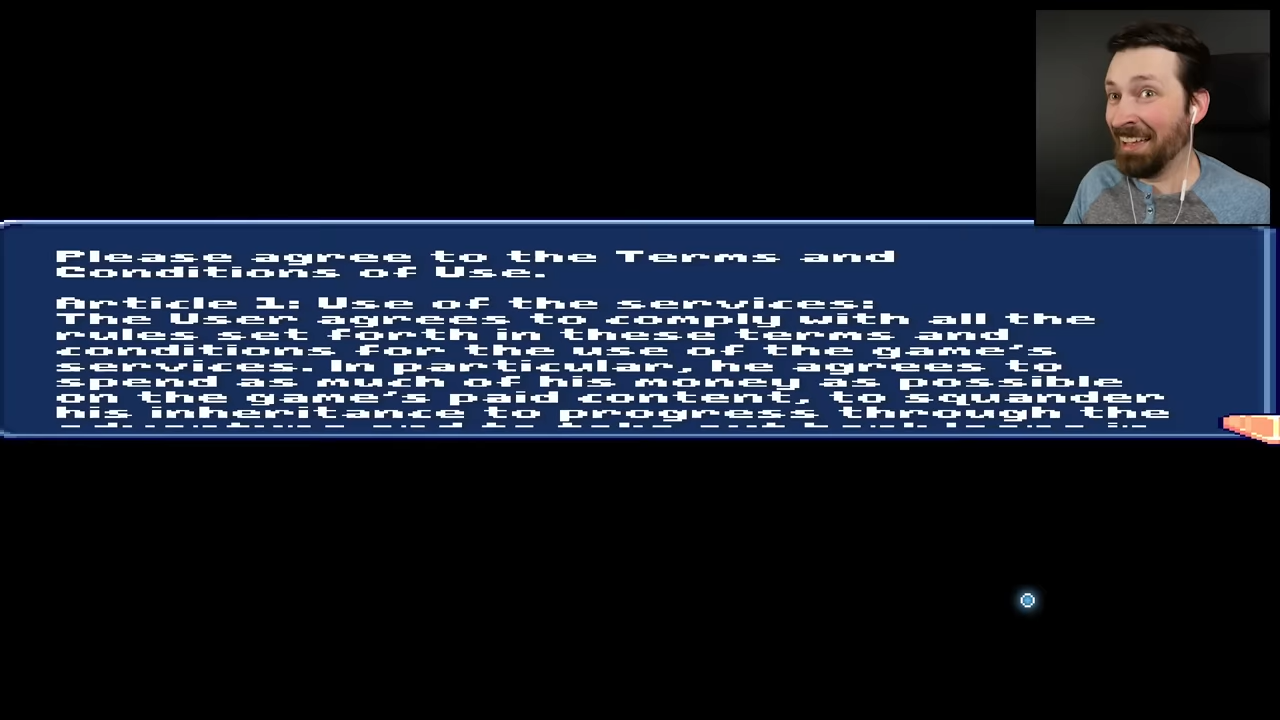 Please agree to the Terms and
Conditions of Use.
Article 1: Use of the services:
The User agrees to comply with all the
rules set forth in these terms and
conditions for the use of the game's
services. In particular, he agrees to
spend as much of his money as possible
on the game's paid content, to squander
his inheritance to progress through the